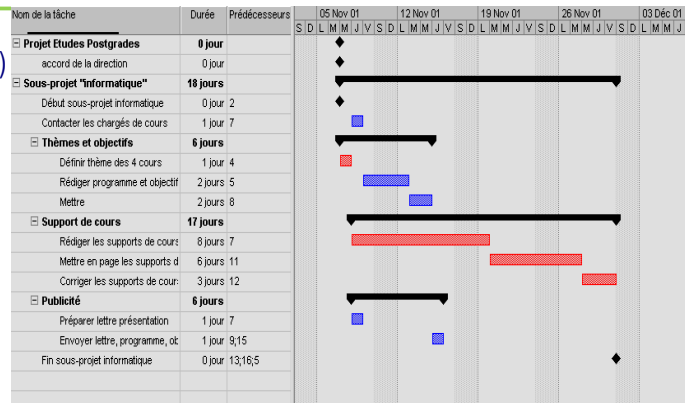 )
Nom de la tâche Durée Prédécesseurs 05 Nov 01 12 Nov 01 19 Nov 01 26 Nov 01 03 Déc 01
S D L M M J V S D L M M J V S D L M M J V S D L M M J V S D L M M J
Projet Etudes Postgrades 0 jour
accord de la direction 0 jour
Sous-projet "informatique" 18 jours
Début sous-projet informatique 0 jour 2
Contacter les chargés de cours 1 jour 7
Thèmes et objectifs 6 jours
Définir thème des 4 cours 1 jour 4
Rédiger programme et objectif 2 jours 5
Mettre 2 jours 8
Support de cours 17 jours
Rédiger les supports de cours 8 jours 7
Mettre en page les supports d 6 jours 11
Corriger les supports de cour 3 jours 12
Publicité 6 jours
Préparer lettre présentation 1 jour 7
Envoyer lettre, programme, ob 1 jour 9;15
Fin sous-projet informatique 0 jour 13;16;5